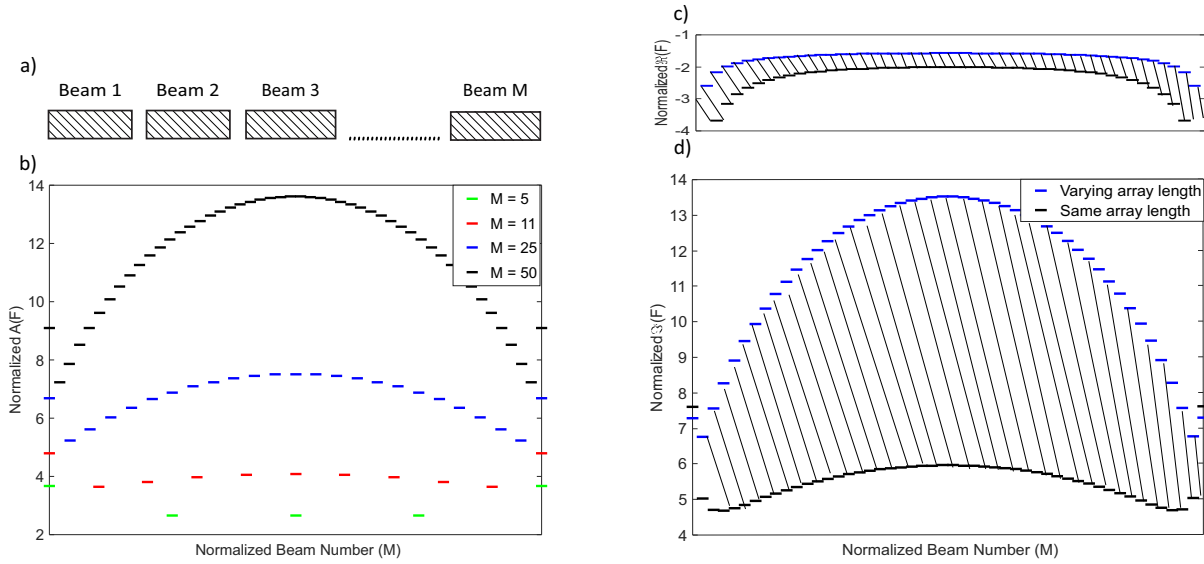 a)
Beam 1 Beam 2 Beam 3 Beam M
b)
14
12
10
8
6
4
2
Normalized A(F)
M = 5
M = 11
M = 25
M = 50
Normalized Beam Number (M)
c)
-1
-2
-3
-4
Normalized ℜ(F)
d)
14
13
12
11
10
9
8
7
6
5
4
Normalized ℑ(F)
Varying array length
Same array length
Normalized Beam Number (M)